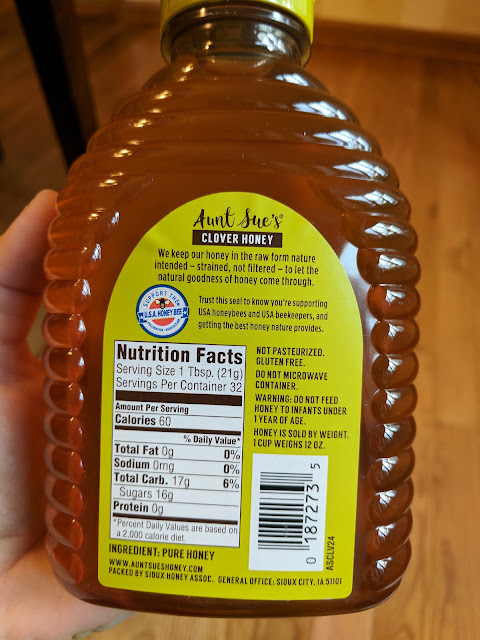 Aunt Sue's®
CLOVER HONEY
We keep our honey in the raw form nature
intended – strained, not filtered – to let the
natural goodness of honey come through.
SUPPORT THE
U.S.A. HONEY BEE
Trust this seal to know you're supporting
USA honeybees and USA beekeepers, and
getting the best honey nature provides.
Nutrition Facts
Serving Size 1 Tbsp. (21g)
Servings Per Container 32
Amount Per Serving
Calories 60
% Daily Value*
Total Fat 0g 0%
Sodium 0mg 0%
Total Carb. 17g 6%
Sugars 16g
Protein 0g
*Percent Daily Values are based on
a 2,000 calorie diet.
NOT PASTEURIZED.
GLUTEN FREE.
DO NOT MICROWAVE
CONTAINER.
WARNING: DO NOT FEED
HONEY TO INFANTS UNDER
1 YEAR OF AGE.
HONEY IS SOLD BY WEIGHT.
1 CUP WEIGHS 12 OZ.
0 187273 5
ASCLV24
INGREDIENT: PURE HONEY
WWW.AUNTSUESHONEY.COM
PACKED BY SIOUX HONEY ASSOC. GENERAL OFFICE: SIOUX CITY, IA 51101